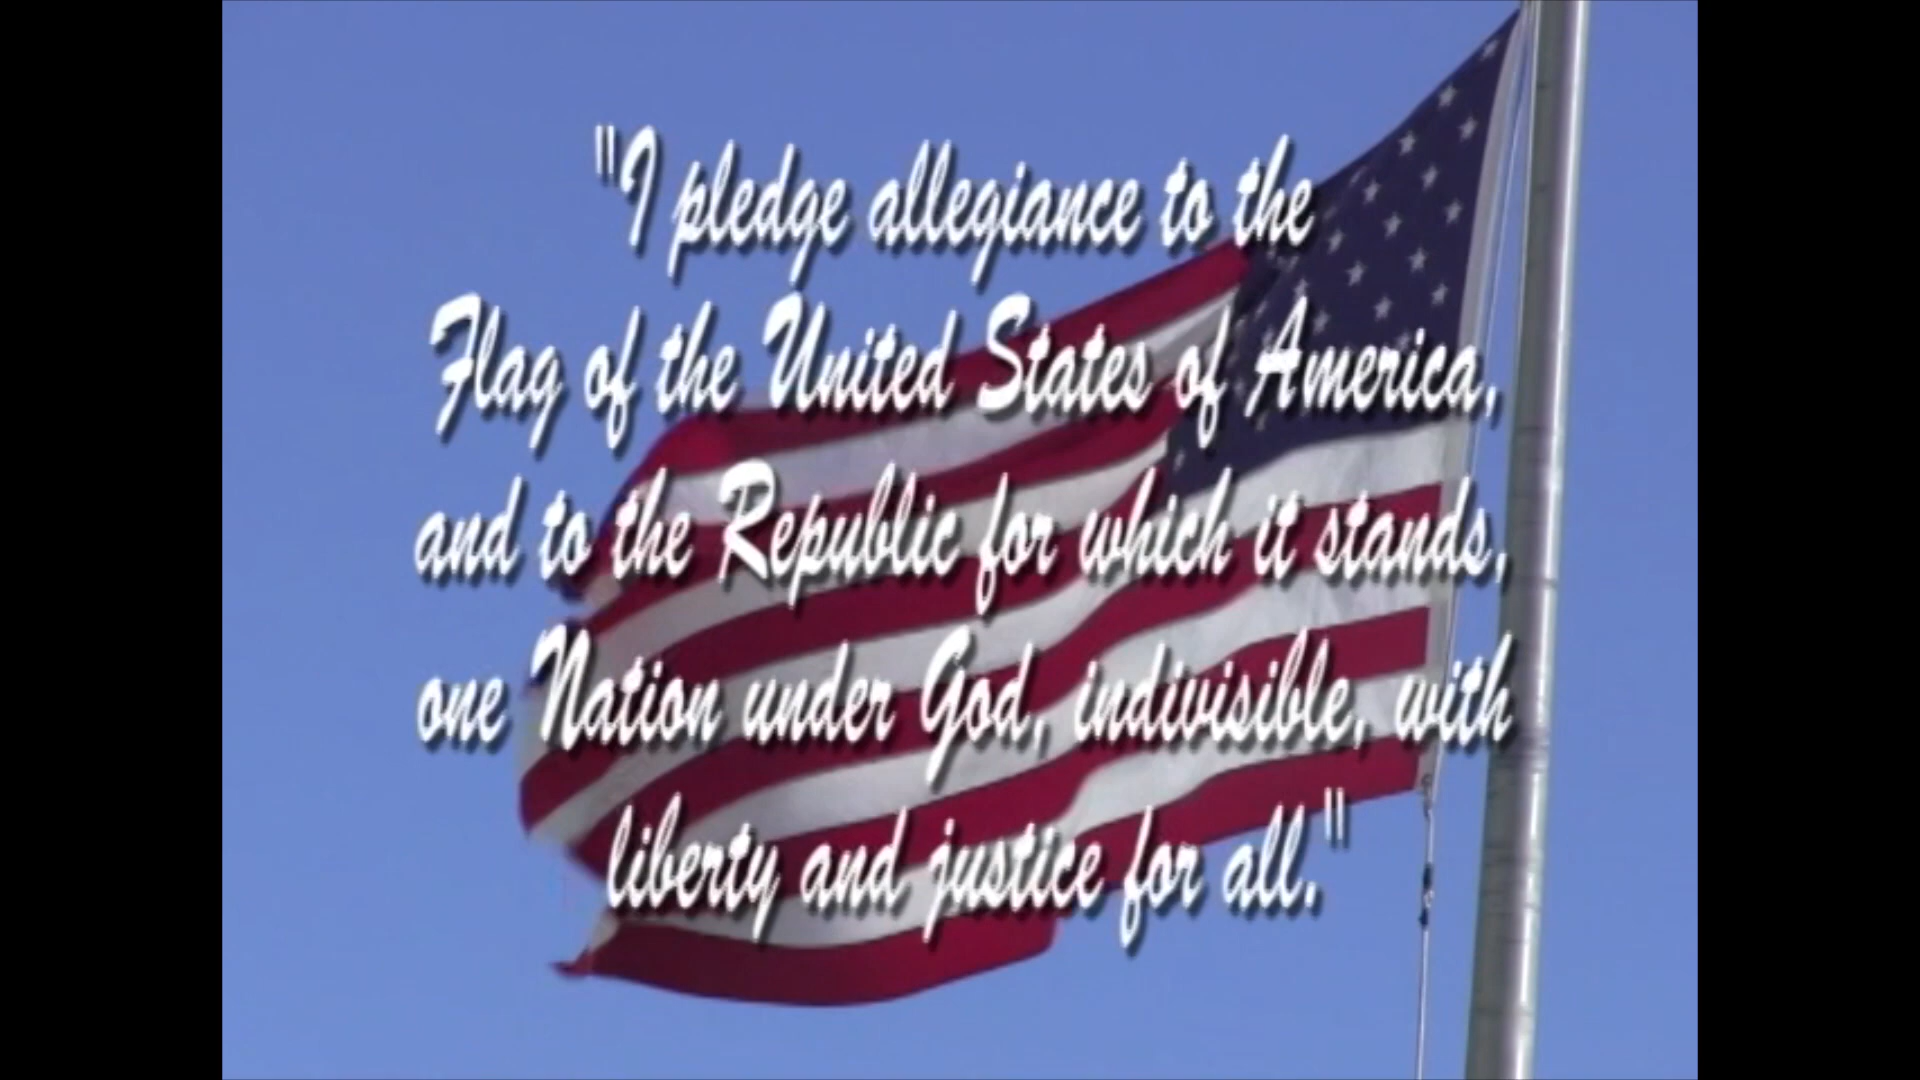 "I pledge allegiance to the
Flag of the United States of America,
and to the Republic for which it stands,
one Nation under God, indivisible, with
liberty and justice for all."